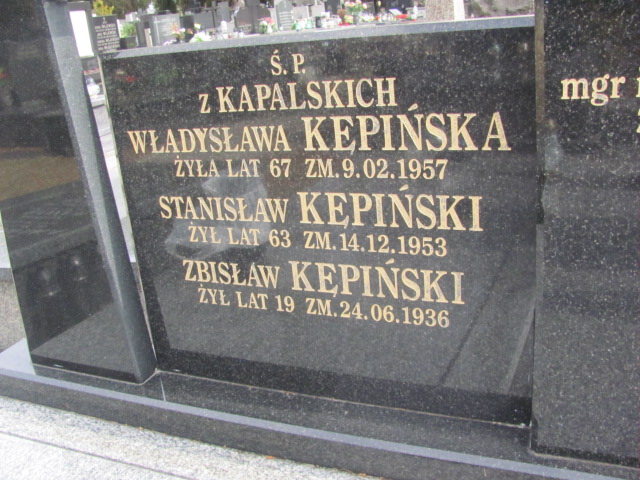 Ś. P.
z KAPALSKICH
WŁADYSŁAWA KĘPIŃSKA
ŻYŁA LAT 67 ZM.9.02.1957
STANISŁAW KĘPIŃSKI
ŻYŁ LAT 63 ZM.14.12.1953
ZBISŁAW KĘPIŃSKI
ŻYŁ LAT 19 ZM.24.06.1936
mgr